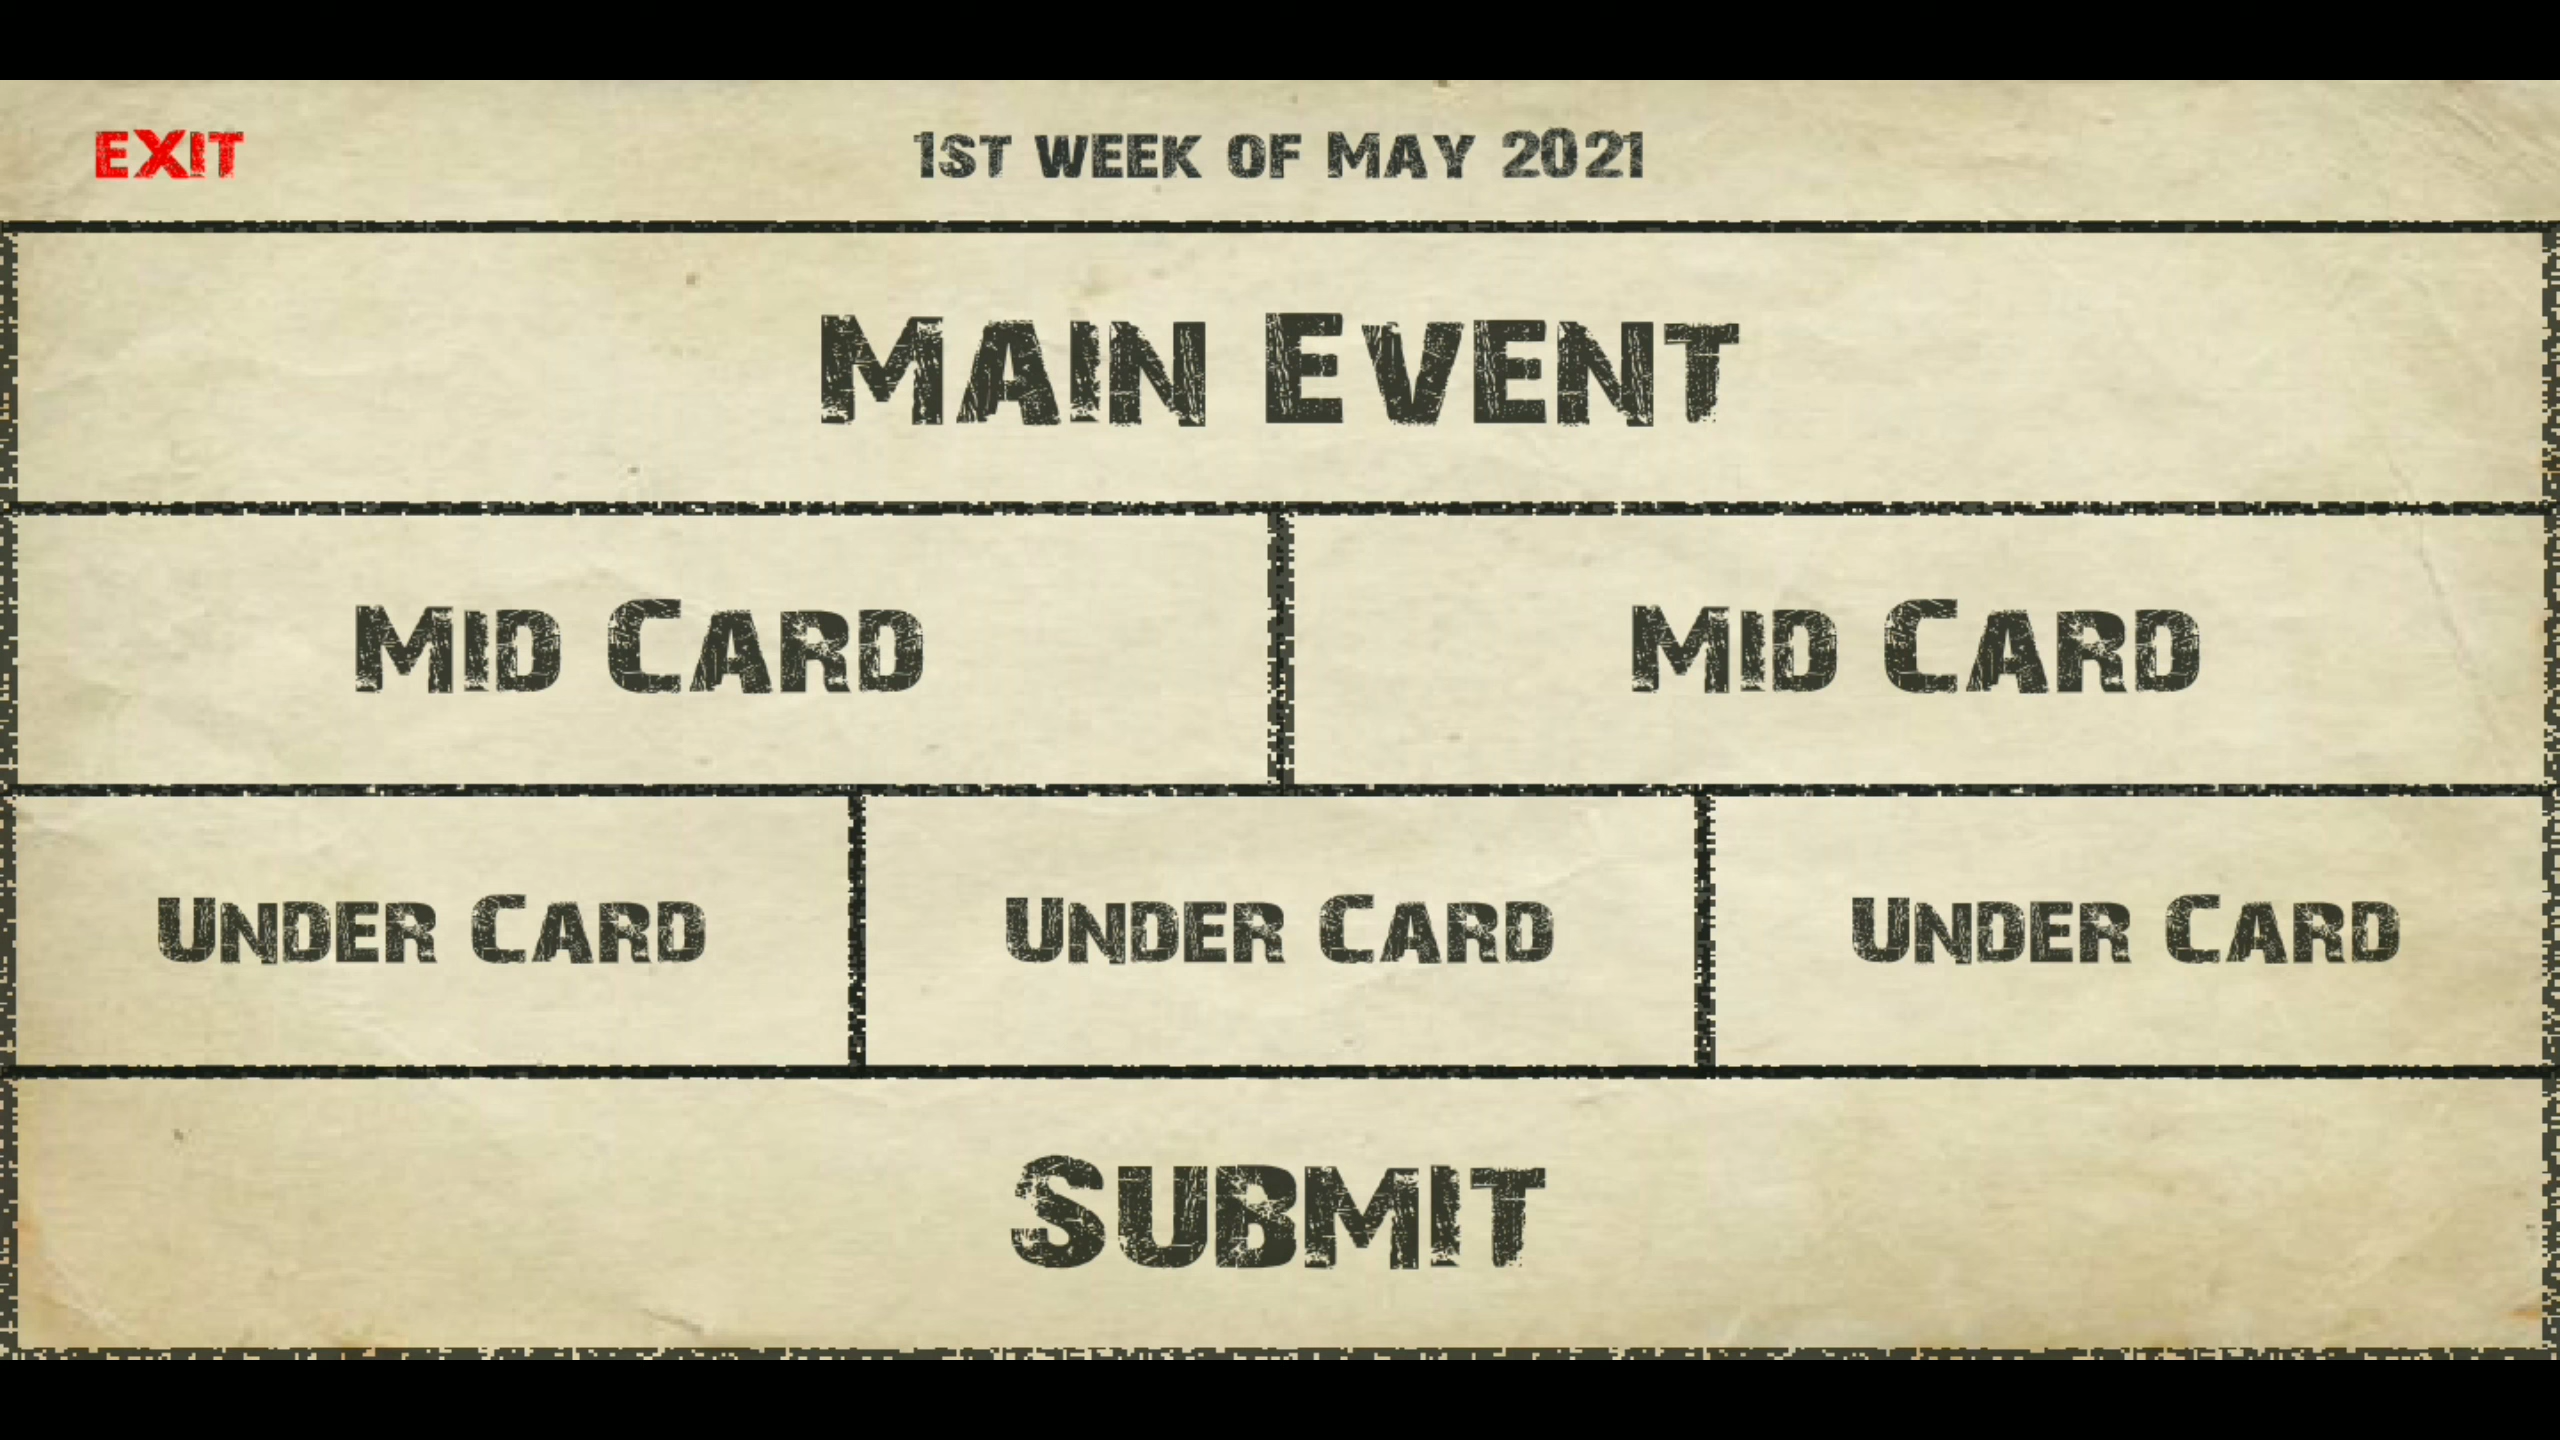 EXIT
1ST WEEK OF MAY 2021
MAIN EVENT
MID CARD
MID CARD
UNDER CARD
UNDER CARD
UNDER CARD
SUBMIT